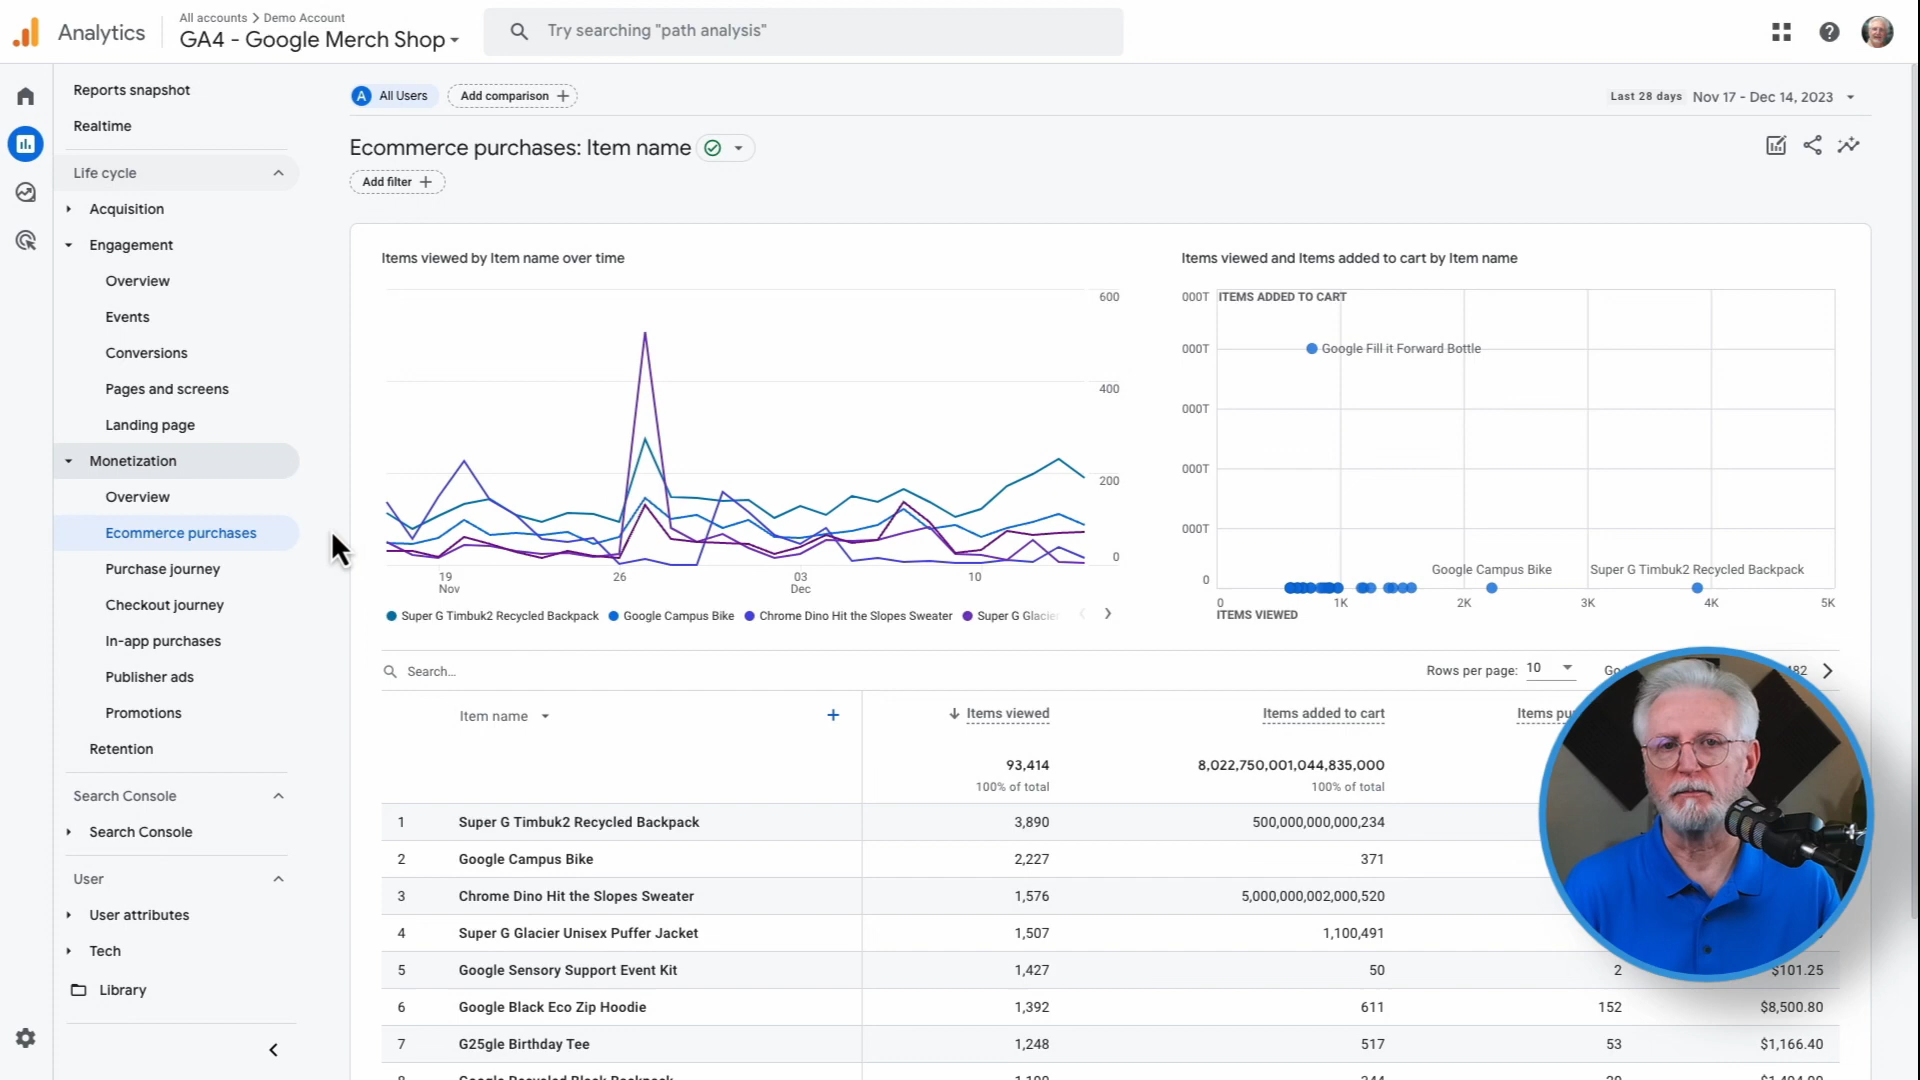 Analytics
All accounts > Demo Account
GA4 - Google Merch Shop
Try searching "path analysis"
Reports snapshot
Realtime
Life cycle
Acquisition
Engagement
Overview
Events
Conversions
Pages and screens
Landing page
Monetization
Overview
Ecommerce purchases
Purchase journey
Checkout journey
In-app purchases
Publisher ads
Promotions
Retention
Search Console
Search Console
User
User attributes
Tech
Library
A All Users
Add comparison +
Last 28 days Nov 17 - Dec 14, 2023
Ecommerce purchases: Item name
Add filter +
Items viewed by Item name over time
600
400
200
0
19
Nov
26
03
Dec
10
Super G Timbuk2 Recycled Backpack Google Campus Bike Chrome Dino Hit the Slopes Sweater Super G Glacie
Items viewed and Items added to cart by Item name
000T ITEMS ADDED TO CART
000T Google Fill it Forward Bottle
000T
000T
000T
0 Google Campus Bike Super G Timbuk2 Recycled Backpack
0 1K 2K 3K 4K 5K
ITEMS VIEWED
Search...
Rows per page: 10
Item name + Items viewed Items added to cart Items
93,414 8,022,750,001,044,835,000
100% of total 100% of total
1 Super G Timbuk2 Recycled Backpack 3,890 500,000,000,000,234
2 Google Campus Bike 2,227 371
3 Chrome Dino Hit the Slopes Sweater 1,576 5,000,000,002,000,520
4 Super G Glacier Unisex Puffer Jacket 1,507 1,100,491
5 Google Sensory Support Event Kit 1,427 50 2 $101.25
6 Google Black Eco Zip Hoodie 1,392 611 152 $8,500.80
7 G25gle Birthday Tee 1,248 517 53 $1,166.40